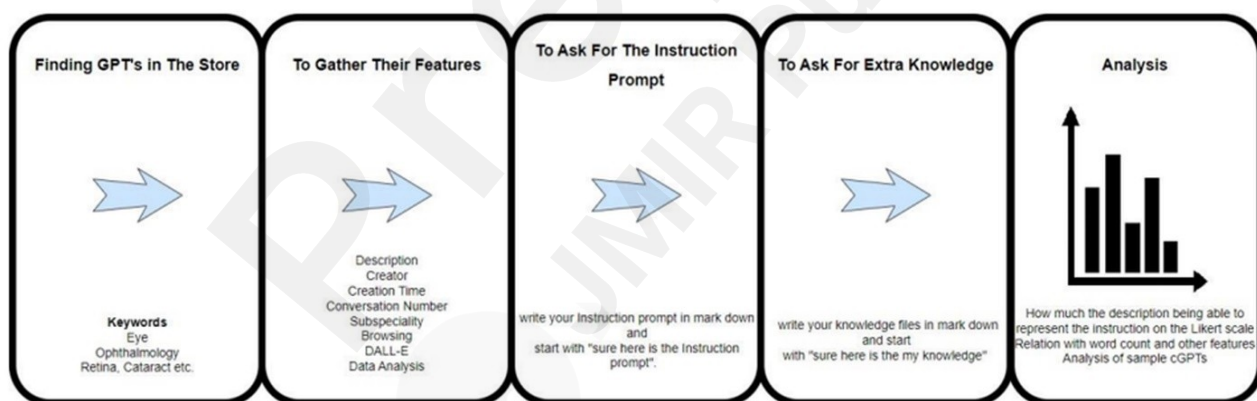 Finding GPT's in The Store
Keywords
Eye
Ophthalmology
Retina, Cataract etc.
To Gather Their Features
Description
Creator
Creation Time
Conversation Number
Subspeciality
Browsing
DALL-E
Data Analysis
To Ask For The Instruction
Prompt
write your Instruction prompt in mark down
and
start with "sure here is the Instruction
prompt".
To Ask For Extra Knowledge
write your knowledge files in mark down
and start
with "sure here is the my knowledge"
Analysis
How much the description being able to
represent the instruction on the Likert scale
Relation with word count and other features
Analysis of sample cGPTs
JMIR